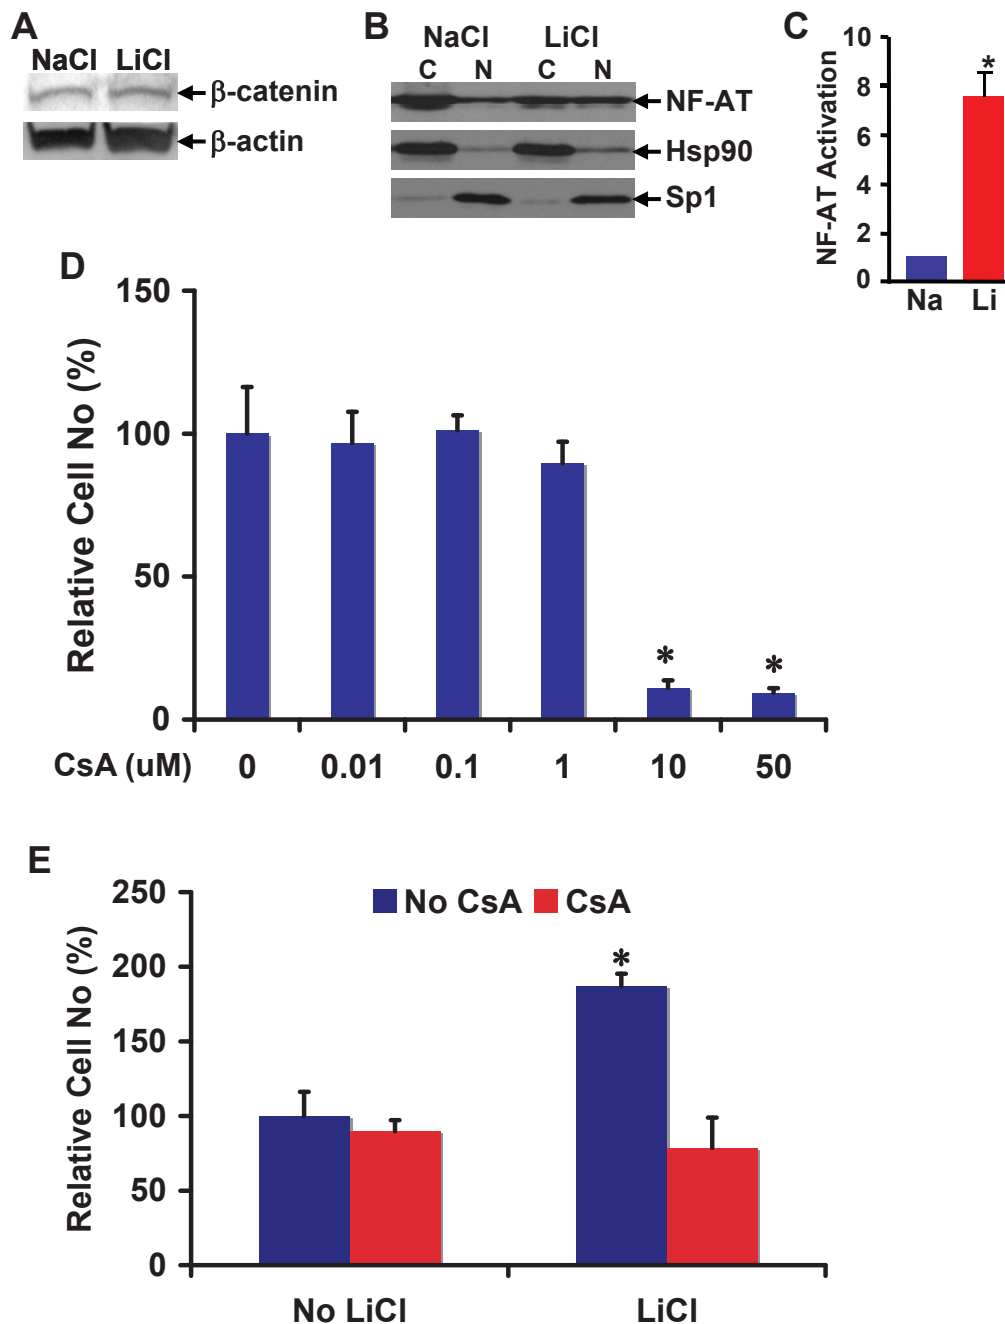 A
NaCl LiCl
β-catenin
β-actin
B
NaCl LiCl
C N C N
NF-AT
Hsp90
Sp1
C
NF-AT Activation
10
8
6
4
2
0
*
Na Li
D
Relative Cell No (%)
150
100
50
0
* *
CsA (uM) 0 0.01 0.1 1 10 50
E
Relative Cell No (%)
250
200
150
100
50
0
No CsA CsA
*
No LiCl LiCl